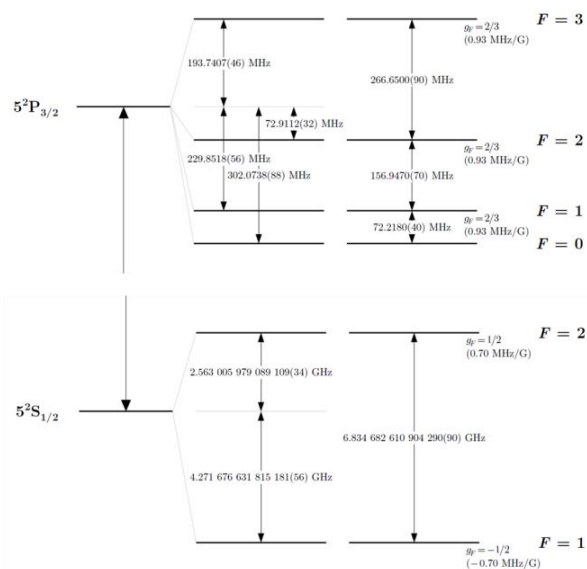 g_F = 2/3
(0.93 MHz/G)
F = 3
193.7407(46) MHz
266.6500(90) MHz
5²P₃/₂
72.9112(32) MHz
g_F = 2/3
(0.93 MHz/G)
F = 2
229.8518(56) MHz
302.0738(88) MHz
156.9470(70) MHz
g_F = 2/3
(0.93 MHz/G)
F = 1
72.2180(40) MHz
F = 0
g_F = 1/2
(0.70 MHz/G)
F = 2
2.563 005 979 089 109(34) GHz
5²S₁/₂
6.834 682 610 904 290(90) GHz
4.271 676 631 815 181(56) GHz
g_F = −1/2
(−0.70 MHz/G)
F = 1